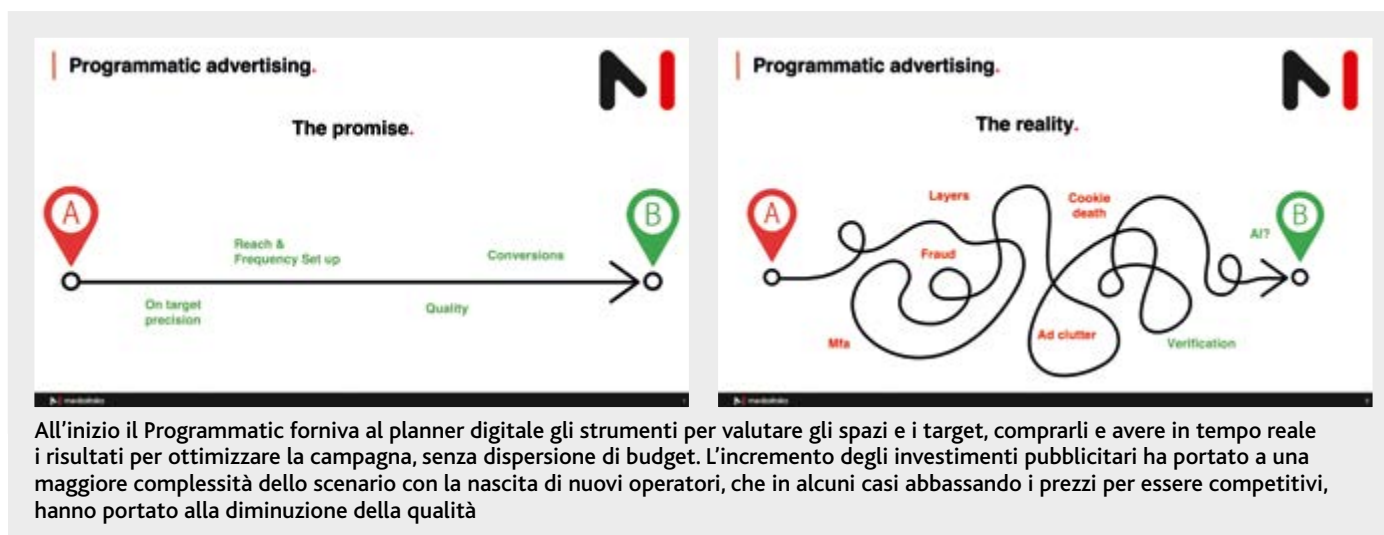 Programmatic advertising.
The promise.
A
B
Reach &
Frequency Set up
Conversions
On target
precision
Quality
Programmatic advertising.
The reality.
A
B
Layers
Cookie
death
AI?
Fraud
Mfa
Ad clutter
Verification
All'inizio il Programmatic forniva al planner digitale gli strumenti per valutare gli spazi e i target, comprarli e avere in tempo reale
i risultati per ottimizzare la campagna, senza dispersione di budget. L'incremento degli investimenti pubblicitari ha portato a una
maggiore complessità dello scenario con la nascita di nuovi operatori, che in alcuni casi abbassando i prezzi per essere competitivi,
hanno portato alla diminuzione della qualità